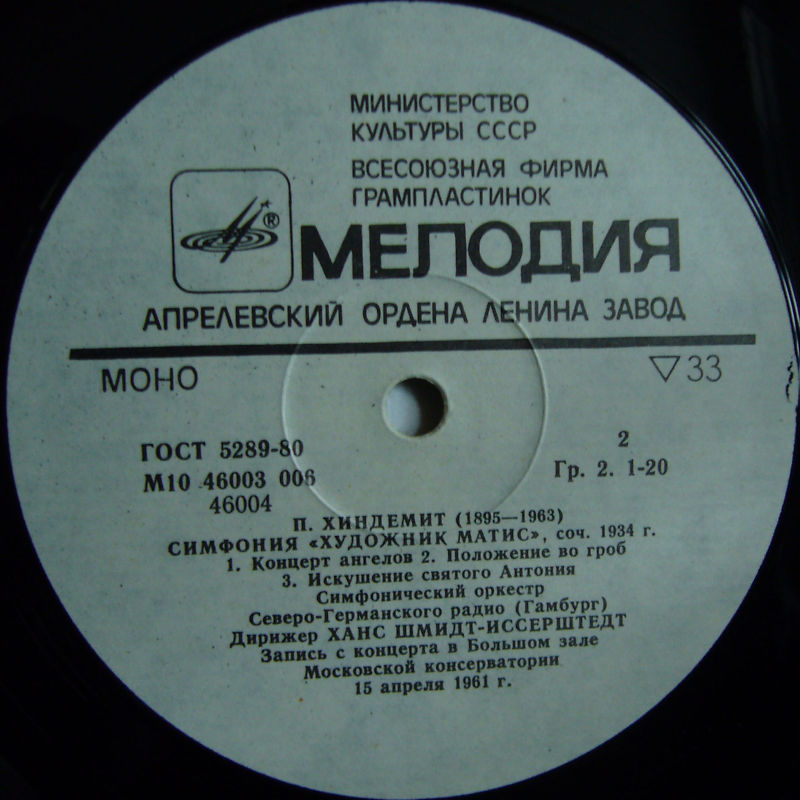 МИНИСТЕРСТВО
КУЛЬТУРЫ СССР
ВСЕСОЮЗНАЯ ФИРМА
ГРАМПЛАСТИНОК
®
МЕЛОДИЯ
АПРЕЛЕВСКИЙ ОРДЕНА ЛЕНИНА ЗАВОД
МОНО ▽33
ГОСТ 5289-80 2
М10 46003 006 Гр. 2. 1-20
46004
П. ХИНДЕМИТ (1895—1963)
СИМФОНИЯ «ХУДОЖНИК МАТИС», соч. 1934 г.
1. Концерт ангелов 2. Положение во гроб
3. Искушение святого Антония
Симфонический оркестр
Северо-Германского радио (Гамбург)
Дирижер ХАНС ШМИДТ-ИССЕРШТЕДТ
Запись с концерта в Большом зале
Московской консерватории
15 апреля 1961 г.